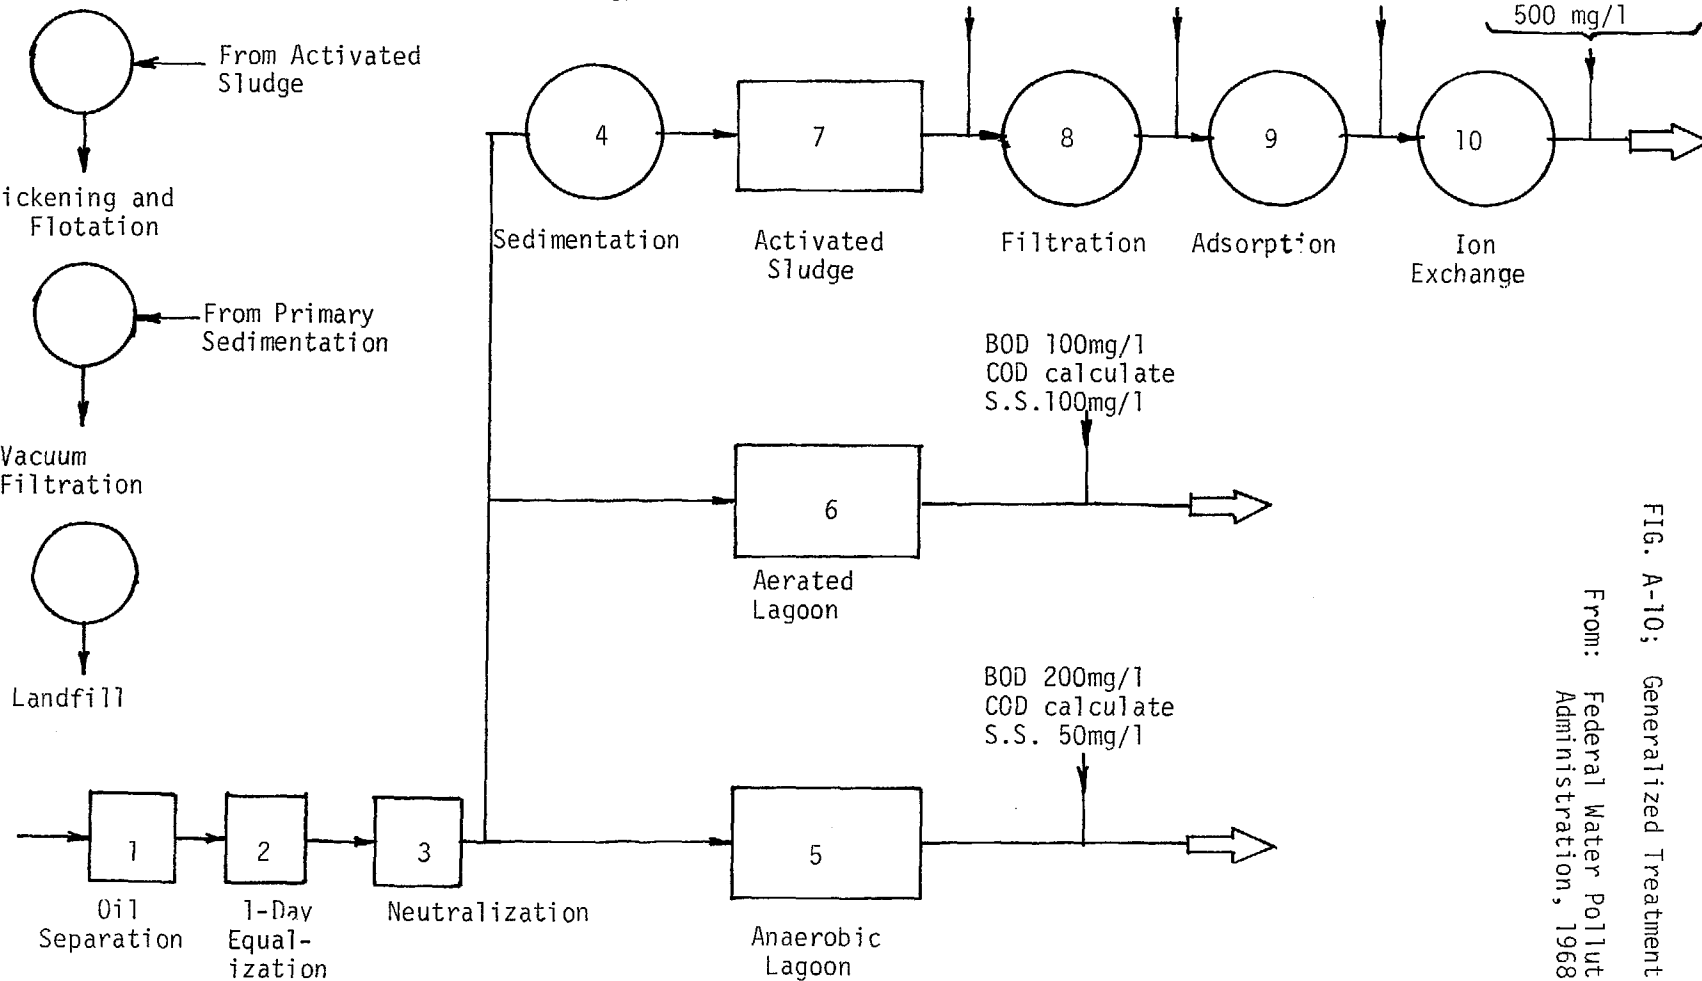 500 mg/l
From Activated
Sludge
ickening and
Flotation
From Primary
Sedimentation
Vacuum
Filtration
Landfill
4
7
8
9
10
Sedimentation
Activated
Sludge
Filtration
Adsorption
Ion
Exchange
BOD 100mg/l
COD calculate
S.S.100mg/l
6
Aerated
Lagoon
BOD 200mg/l
COD calculate
S.S. 50mg/l
1
2
3
5
Oil
Separation
1-Day
Equal-
ization
Neutralization
Anaerobic
Lagoon
FIG. A-10; Generalized Treatment
From: Federal Water Pollut
Administration, 1968